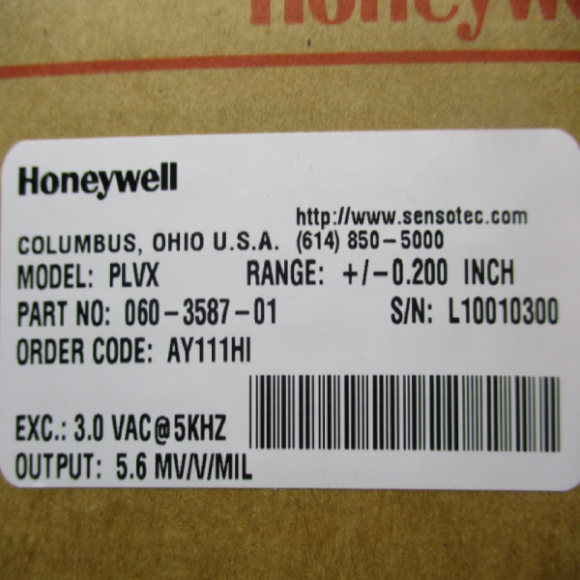 Honeywell
Honeywell
http://www.sensotec.com
COLUMBUS, OHIO U.S.A. (614) 850-5000
MODEL: PLVX RANGE: +/-0.200 INCH
PART NO: 060-3587-01 S/N: L10010300
ORDER CODE: AY111HI
EXC.: 3.0 VAC@5KHZ
OUTPUT: 5.6 MV/V/MIL